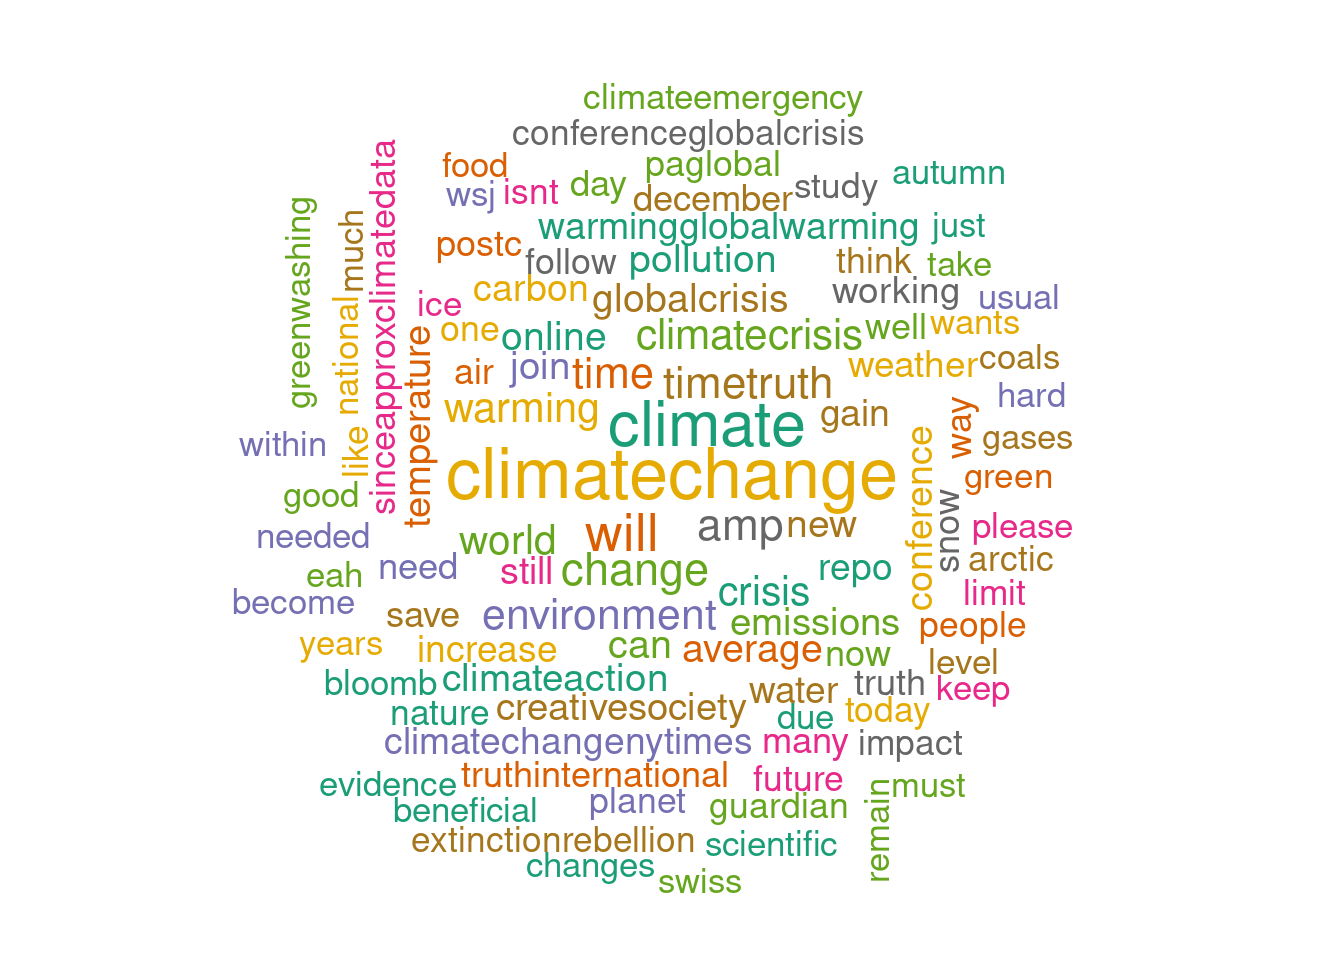 climateemergency
conferenceglobalcrisis
food
paglobal
autumn
wsj
isnt
day
december
study
warmingglobalwarming
just
postc
follow
pollution
think
take
greenwashing
much
sinceapproxclimatedata
ice
carbon
globalcrisis
working
usual
national
one
online
climatecrisis
well
wants
temperature
air
join
time
timetruth
weather
coals
hard
warming
climate
gain
way
gases
within
like
climatechange
conference
green
good
snow
needed
world
will
amp
new
please
eah
need
still
change
repo
arctic
become
save
environment
crisis
limit
emissions
people
years
increase
can
average
now
level
bloomb
climateaction
water
truth
keep
nature
creativesociety
due
today
climatechangenytimes
many
impact
evidence
truthinternational
future
must
beneficial
planet
guardian
remain
extinctionrebellion
scientific
changes
swiss